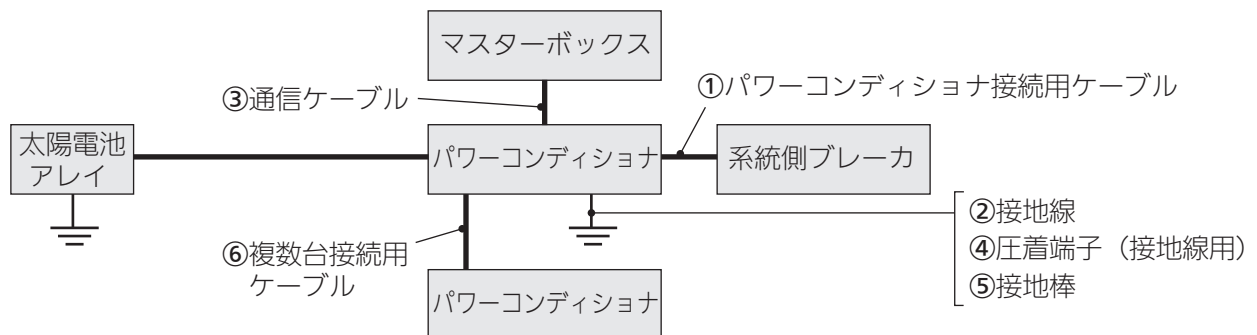 マスターボックス
③通信ケーブル
①パワーコンディショナ接続用ケーブル
太陽電池
アレイ
パワーコンディショナ
系統側ブレーカ
②接地線
④圧着端子（接地線用）
⑤接地棒
⑥複数台接続用
ケーブル
パワーコンディショナ